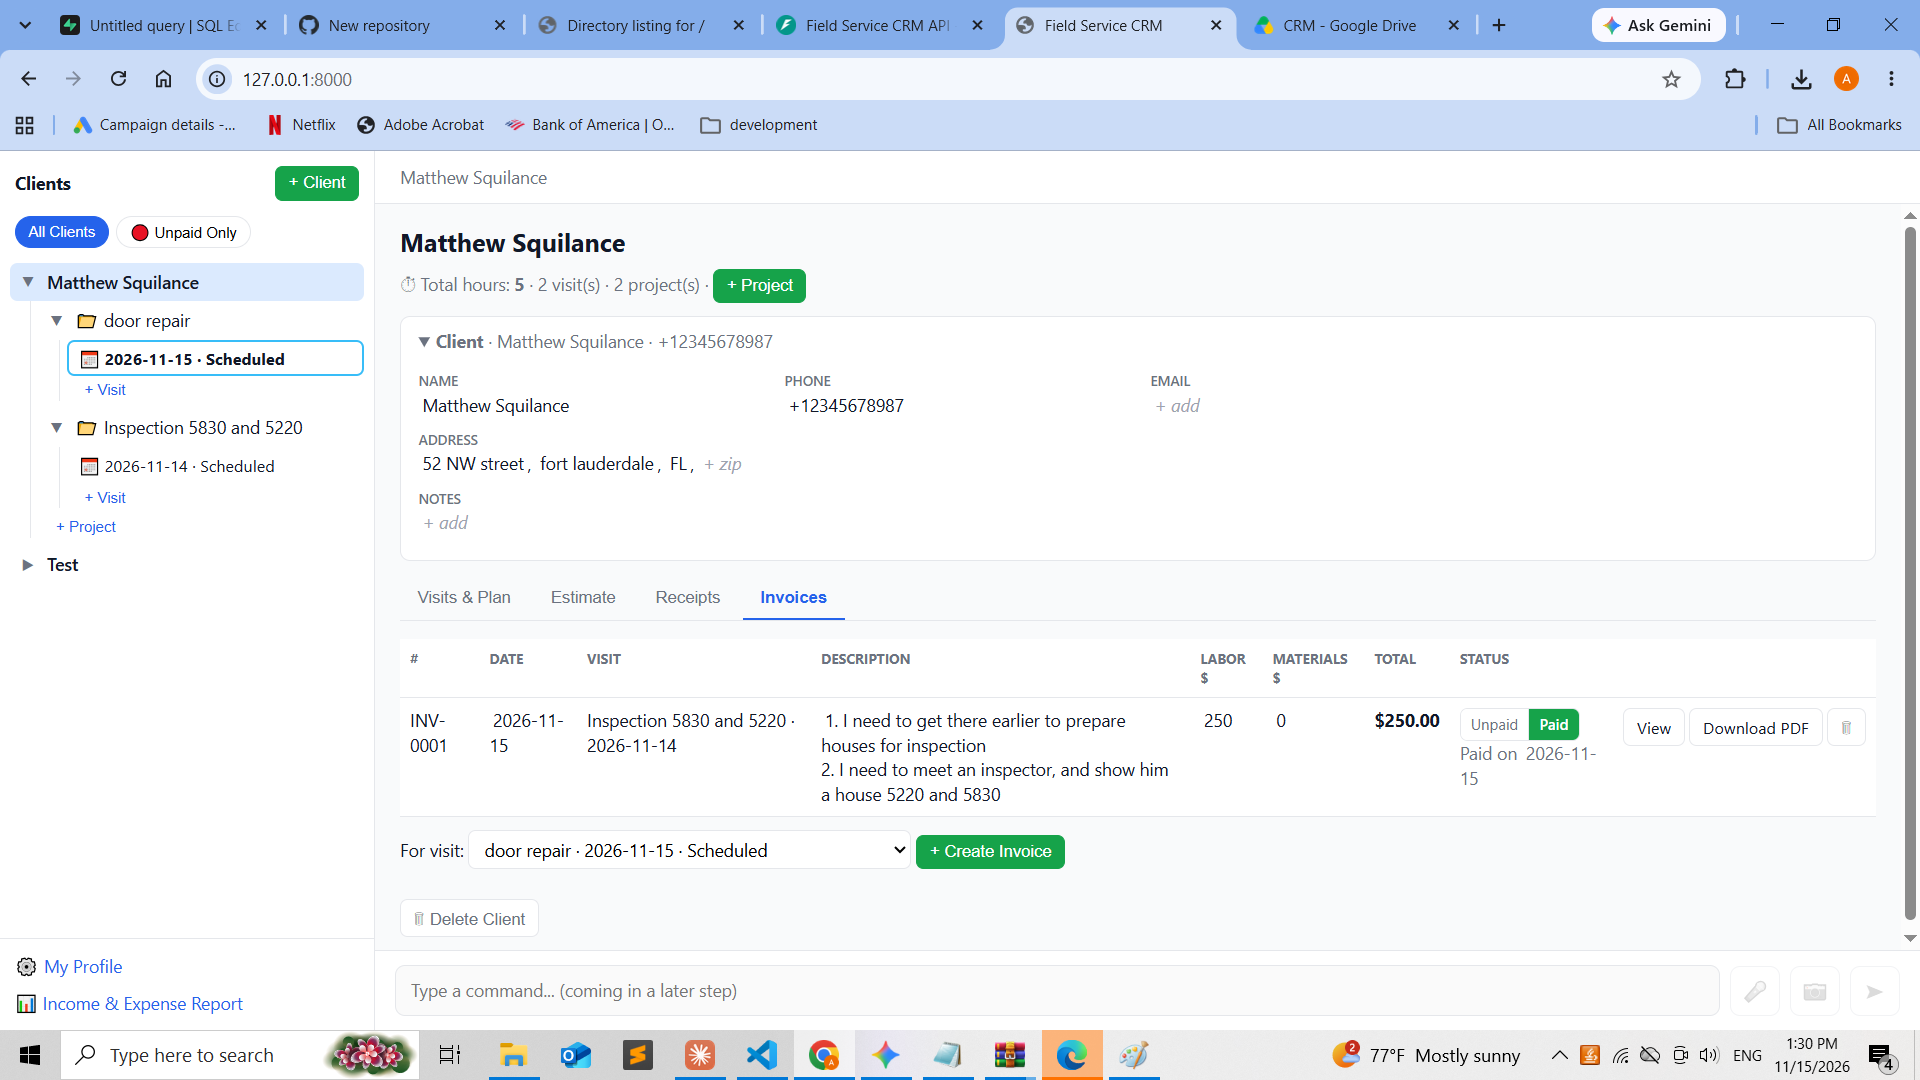 Untitled query | SQL Ec
New repository
Directory listing for /
Field Service CRM API
Field Service CRM
CRM - Google Drive
Ask Gemini
127.0.0.1:8000
A
Campaign details -...
Netflix
Adobe Acrobat
Bank of America | O...
development
All Bookmarks
Clients
+ Client
All Clients
Unpaid Only
Matthew Squilance
door repair
2026-11-15 · Scheduled
+ Visit
Inspection 5830 and 5220
2026-11-14 · Scheduled
+ Visit
+ Project
Test
My Profile
Income & Expense Report
Matthew Squilance
Matthew Squilance
Total hours: 5 · 2 visit(s) · 2 project(s) ·
+ Project
Client · Matthew Squilance · +12345678987
NAME PHONE EMAIL
Matthew Squilance +12345678987 + add
ADDRESS
52 NW street, fort lauderdale, FL, + zip
NOTES
+ add
Visits & Plan Estimate Receipts Invoices
# DATE VISIT DESCRIPTION LABOR $ MATERIALS $ TOTAL STATUS
INV-0001
2026-11-15
Inspection 5830 and 5220 ·
2026-11-14
1. I need to get there earlier to prepare
houses for inspection
2. I need to meet an inspector, and show him
a house 5220 and 5830
250
0
$250.00
Unpaid Paid
Paid on 2026-11-
15
View
Download PDF
For visit: door repair · 2026-11-15 · Scheduled
+ Create Invoice
Delete Client
Type a command... (coming in a later step)
Type here to search
2
77°F Mostly sunny
ENG
1:30 PM
11/15/2026
4